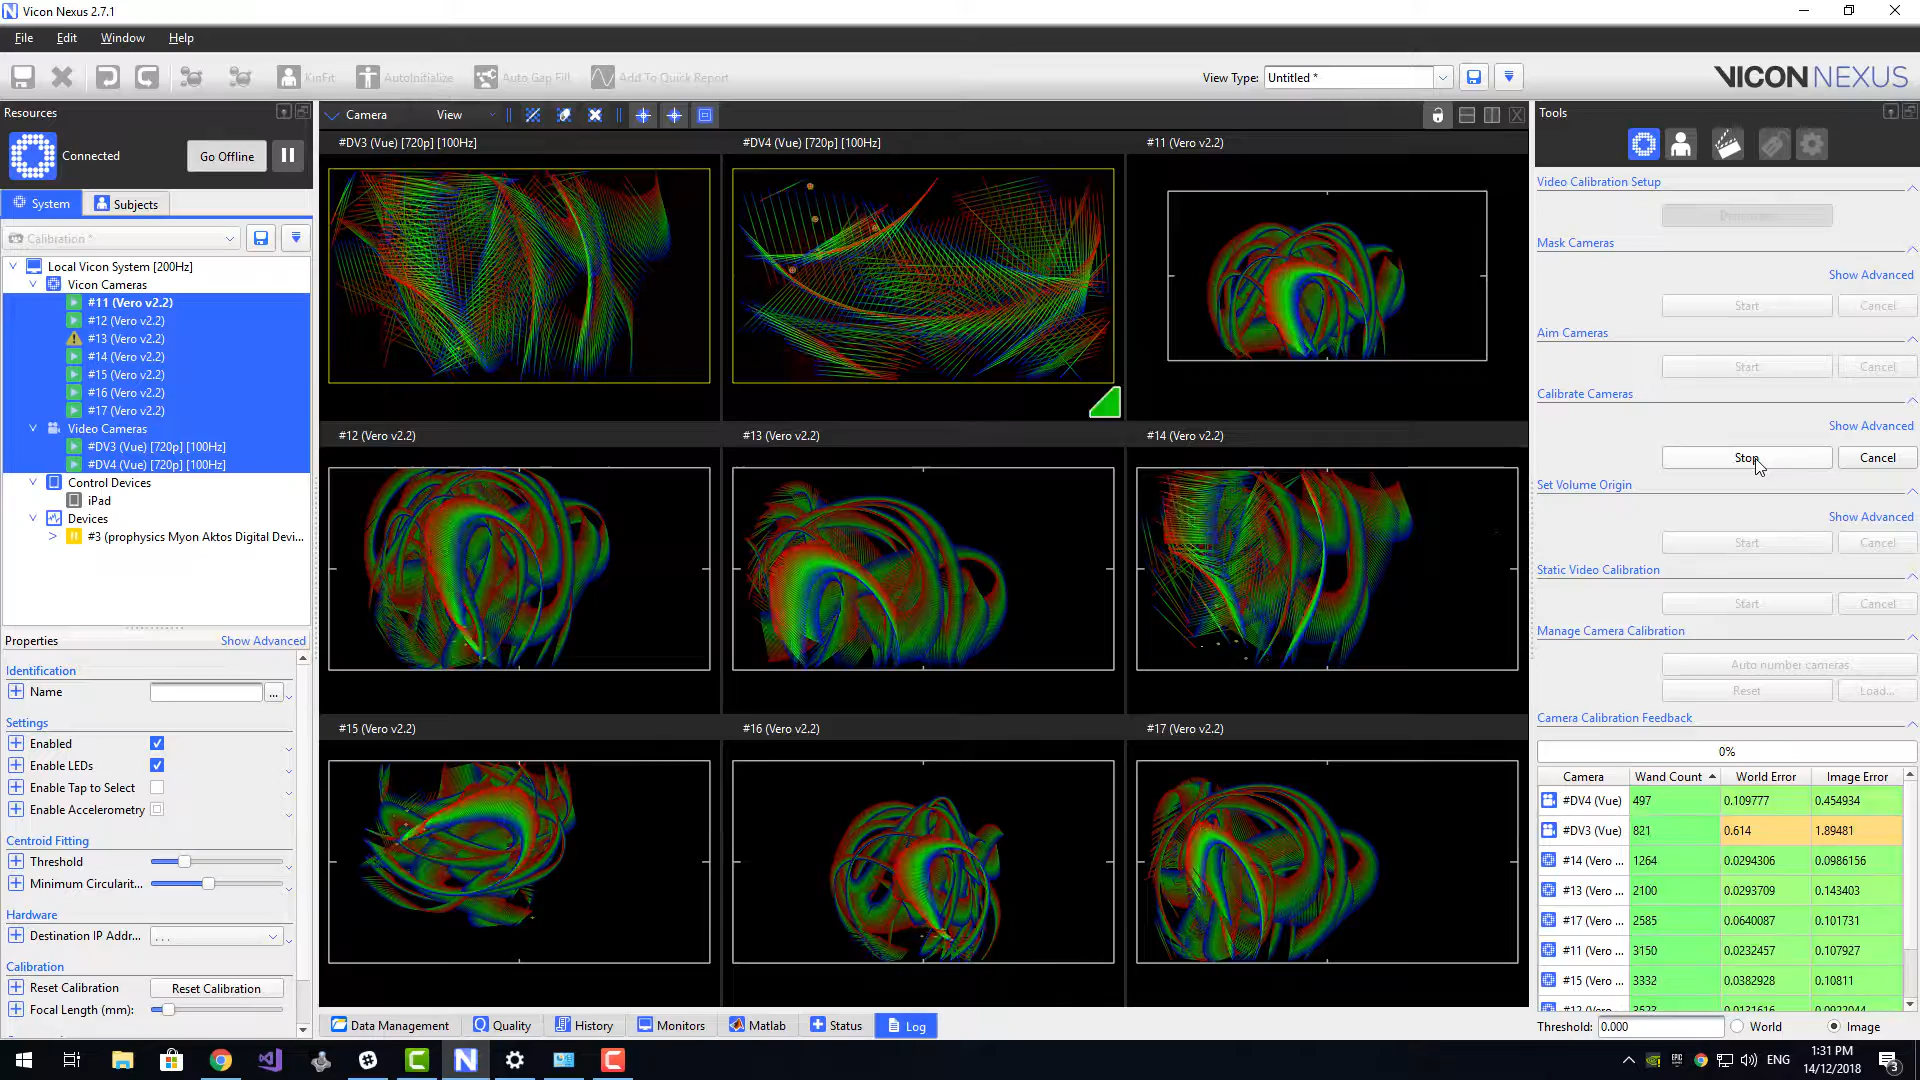 Vicon Nexus 2.7.1
File Edit Window Help
KinFit AutoInitialize Auto Gap Fill Add To Quick Report View Type: Untitled * VICON NEXUS
Resources
Connected Go Offline
System Subjects
Calibration *
Local Vicon System [200Hz]
Vicon Cameras
#11 (Vero v2.2)
#12 (Vero v2.2)
#13 (Vero v2.2)
#14 (Vero v2.2)
#15 (Vero v2.2)
#16 (Vero v2.2)
#17 (Vero v2.2)
Video Cameras
#DV3 (Vue) [720p] [100Hz]
#DV4 (Vue) [720p] [100Hz]
Control Devices
iPad
Devices
#3 (prophysics Myon Aktos Digital Devi...
Properties Show Advanced
Identification
Name ...
Settings
Enabled
Enable LEDs
Enable Tap to Select
Enable Accelerometry
Centroid Fitting
Threshold
Minimum Circularit...
Hardware
Destination IP Addr... . . .
Calibration
Reset Calibration Reset Calibration
Focal Length (mm):
Camera View
#DV3 (Vue) [720p] [100Hz] #DV4 (Vue) [720p] [100Hz] #11 (Vero v2.2)
#12 (Vero v2.2) #13 (Vero v2.2) #14 (Vero v2.2)
#15 (Vero v2.2) #16 (Vero v2.2) #17 (Vero v2.2)
Data Management Quality History Monitors Matlab Status Log
Tools
Video Calibration Setup
Mask Cameras
Show Advanced
Start Cancel
Aim Cameras
Start Cancel
Calibrate Cameras
Show Advanced
Stop Cancel
Set Volume Origin
Show Advanced
Start Cancel
Static Video Calibration
Start Cancel
Manage Camera Calibration
Auto number cameras
Reset Load...
Camera Calibration Feedback
0%
Camera Wand Count World Error Image Error
#DV4 (Vue) 497 0.109777 0.454934
#DV3 (Vue) 821 0.614 1.89481
#14 (Vero ... 1264 0.0294306 0.0986156
#13 (Vero ... 2100 0.0293709 0.143403
#17 (Vero ... 2585 0.0640087 0.101731
#11 (Vero ... 3150 0.0232457 0.107927
#15 (Vero ... 3332 0.0382928 0.10811
Threshold: 0.000 World Image
ENG 1:31 PM
14/12/2018 3